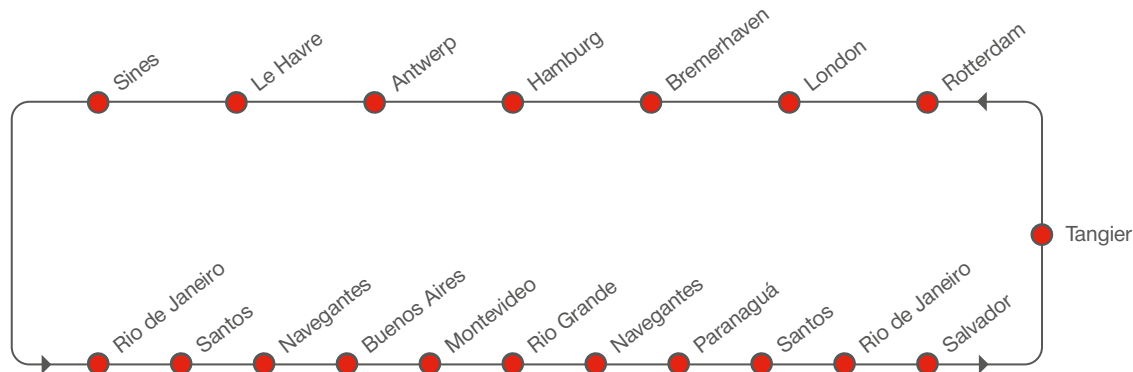 Sines
Le Havre
Antwerp
Hamburg
Bremerhaven
London
Rotterdam
Tangier
Rio de Janeiro
Santos
Navegantes
Buenos Aires
Montevideo
Rio Grande
Navegantes
Paranaguá
Santos
Rio de Janeiro
Salvador